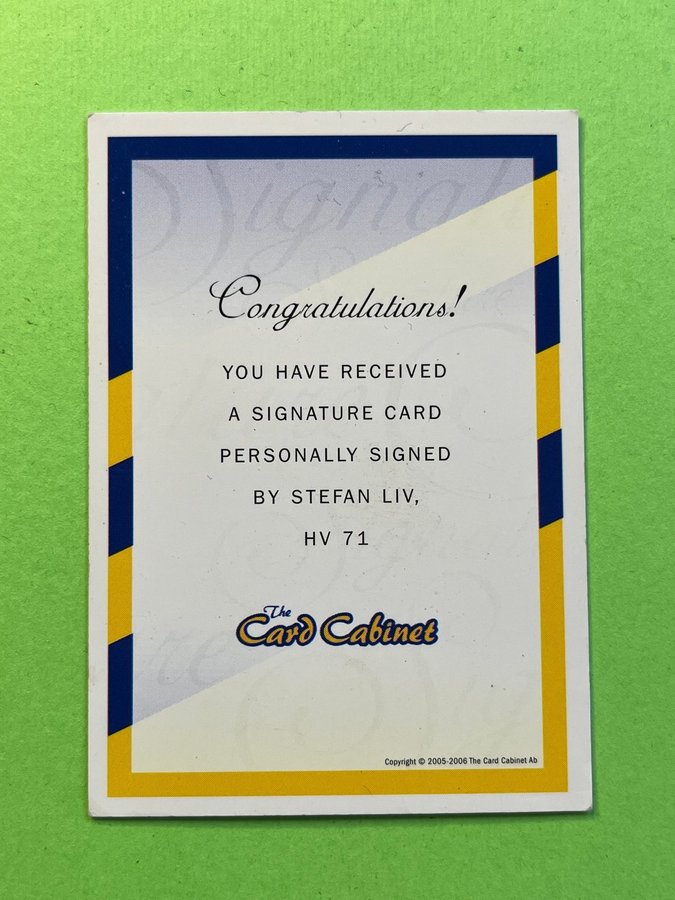 Congratulations!
YOU HAVE RECEIVED
A SIGNATURE CARD
PERSONALLY SIGNED
BY STEFAN LIV,
HV 71
The
Card Cabinet
Copyright © 2005-2006 The Card Cabinet Ab